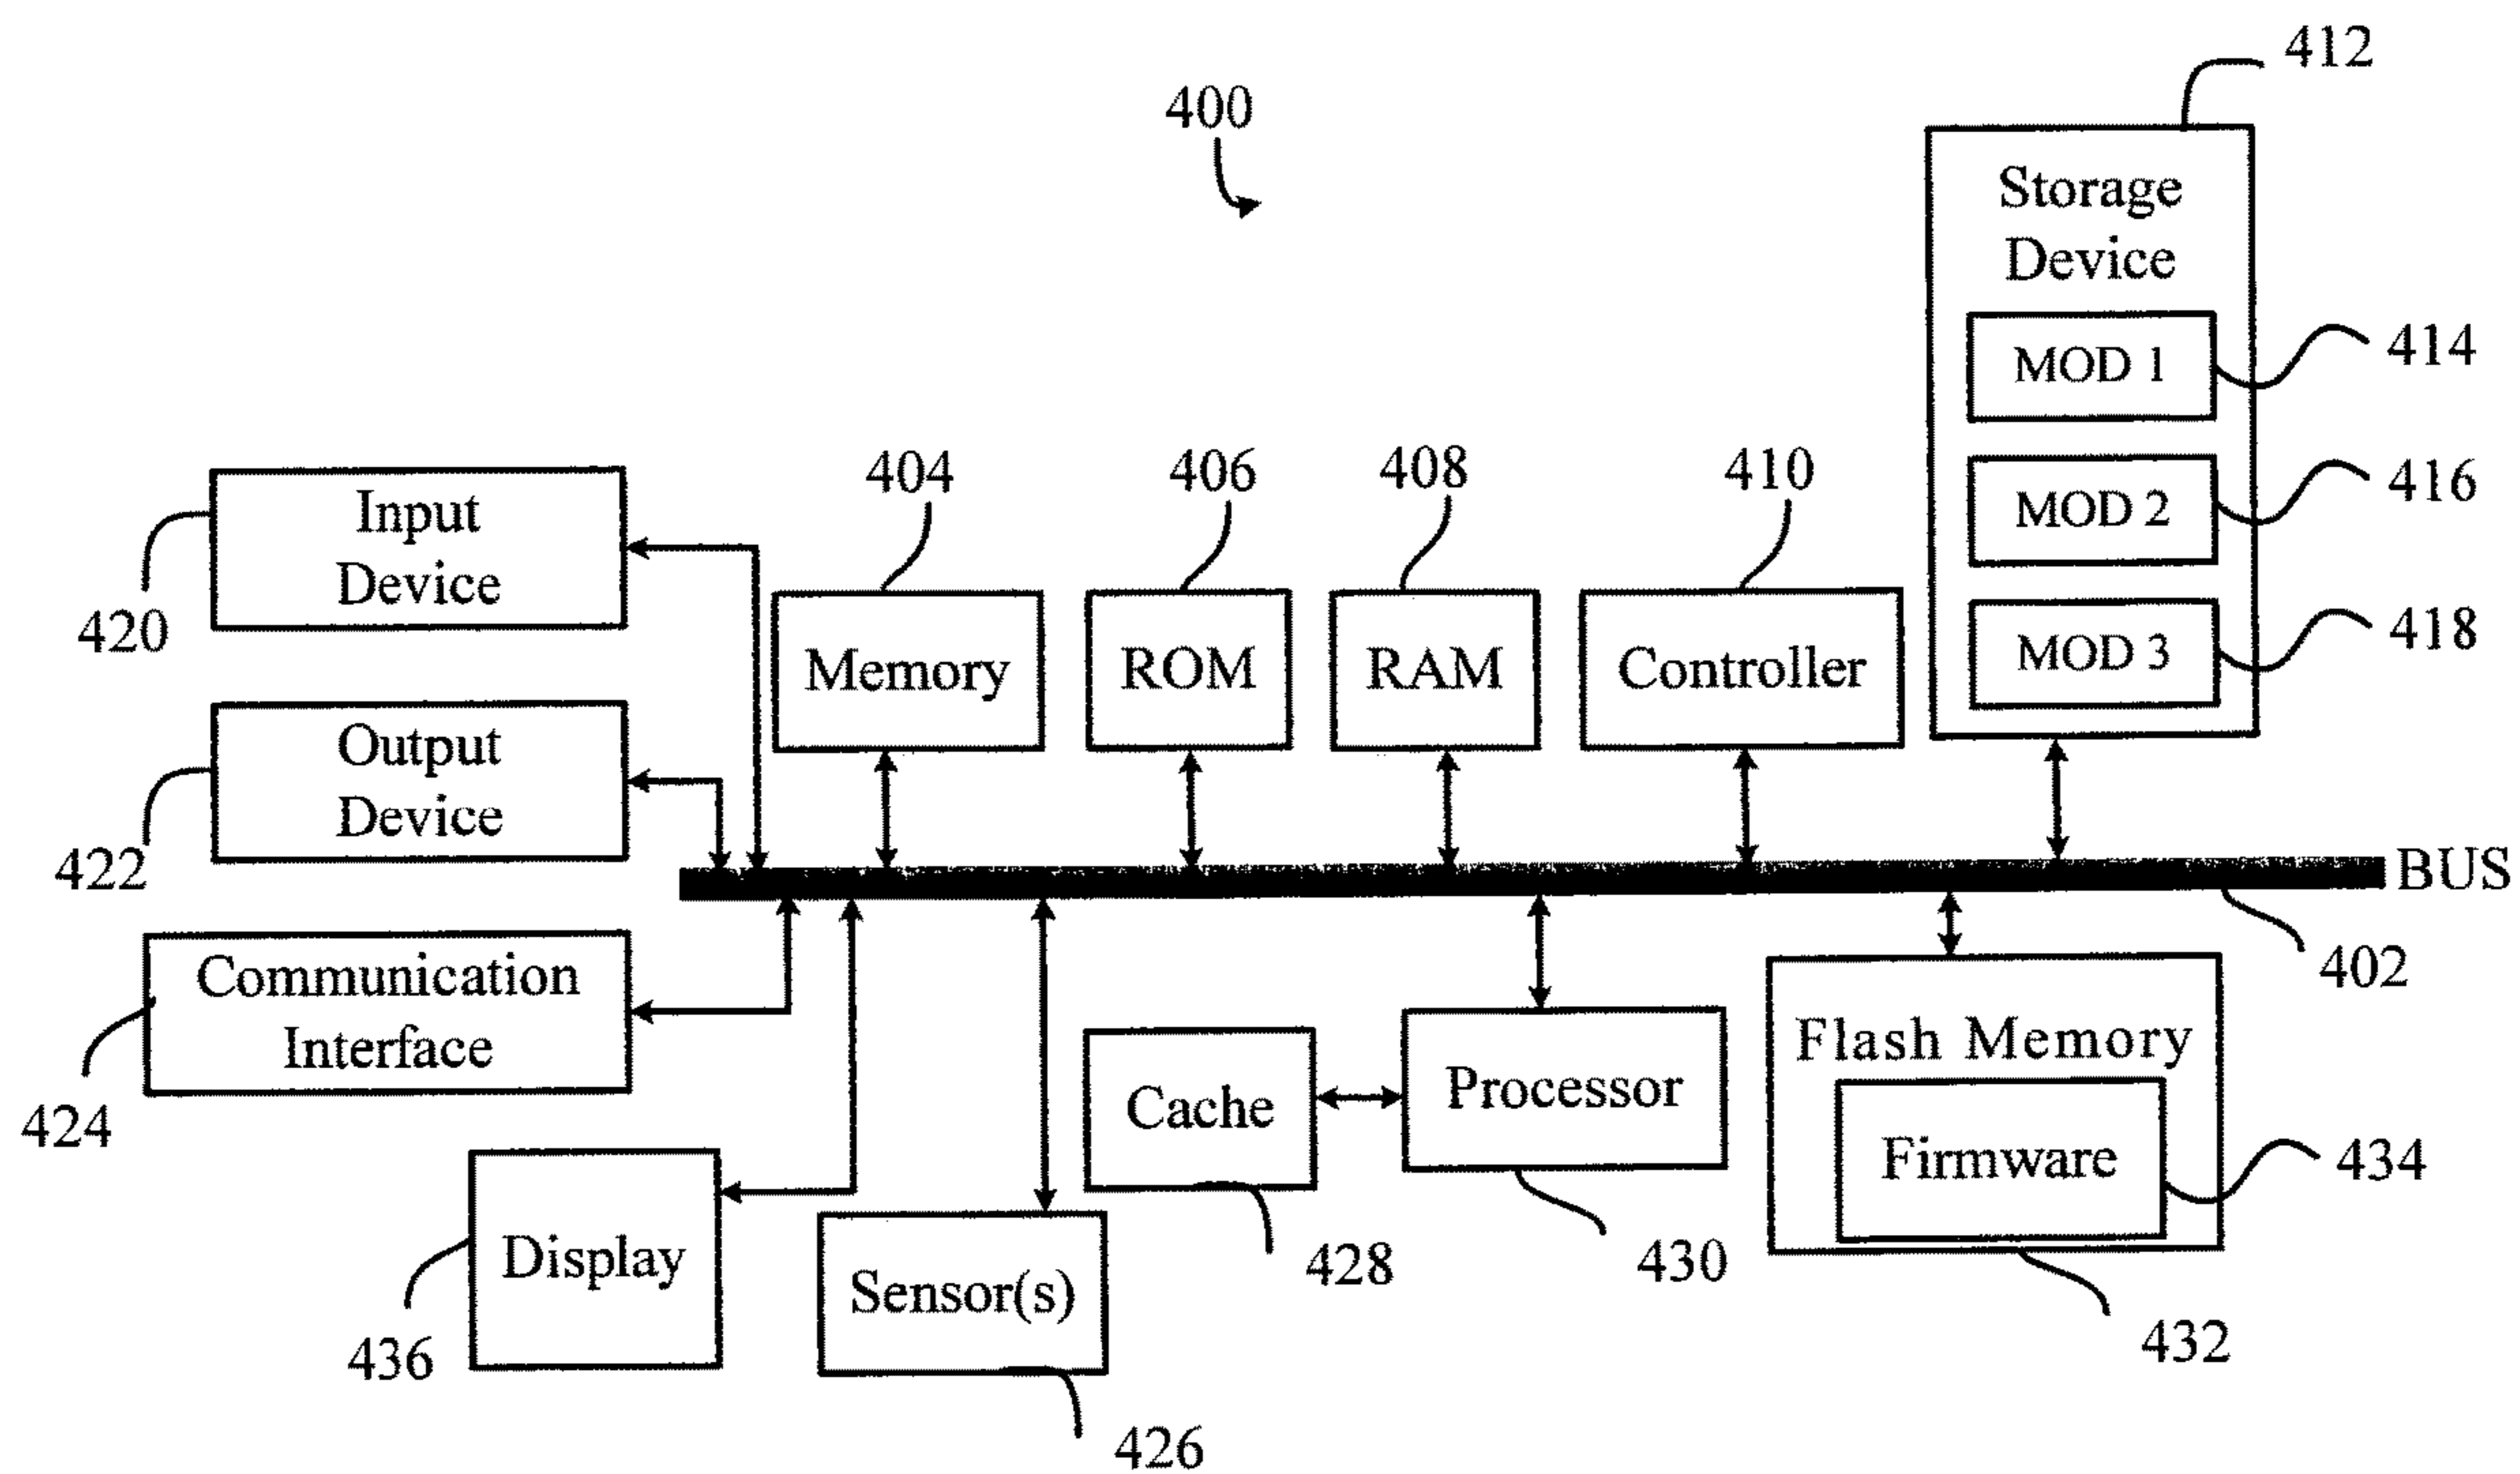 412
400
Storage
Device
MOD 1
414
MOD 2
416
MOD 3
418
404
406
408
410
Input
Device
420
Memory
ROM
RAM
Controller
Output
Device
422
BUS
402
Communication
Interface
424
Flash Memory
Firmware
434
432
Cache
428
Processor
430
Display
436
Sensor(s)
426